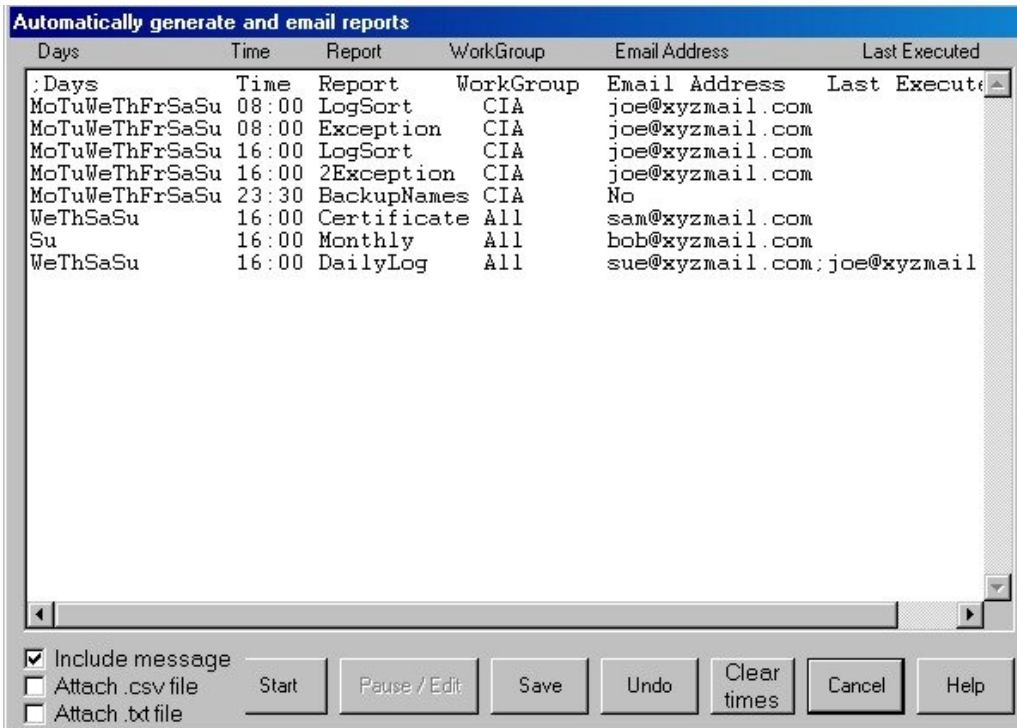 Automatically generate and email reports
Days Time Report WorkGroup Email Address Last Executed
;Days Time Report WorkGroup Email Address Last Execute
MoTuWeThFrSaSu 08:00 LogSort CIA joe@xyzmail.com
MoTuWeThFrSaSu 08:00 Exception CIA joe@xyzmail.com
MoTuWeThFrSaSu 16:00 LogSort CIA joe@xyzmail.com
MoTuWeThFrSaSu 16:00 2Exception CIA joe@xyzmail.com
MoTuWeThFrSaSu 23:30 BackupNames CIA No
WeThSaSu 16:00 Certificate All sam@xyzmail.com
Su 16:00 Monthly All bob@xyzmail.com
WeThSaSu 16:00 DailyLog All sue@xyzmail.com;joe@xyzmail
Include message
Attach .csv file
Attach .txt file
Start Pause / Edit Save Undo Clear times Cancel Help